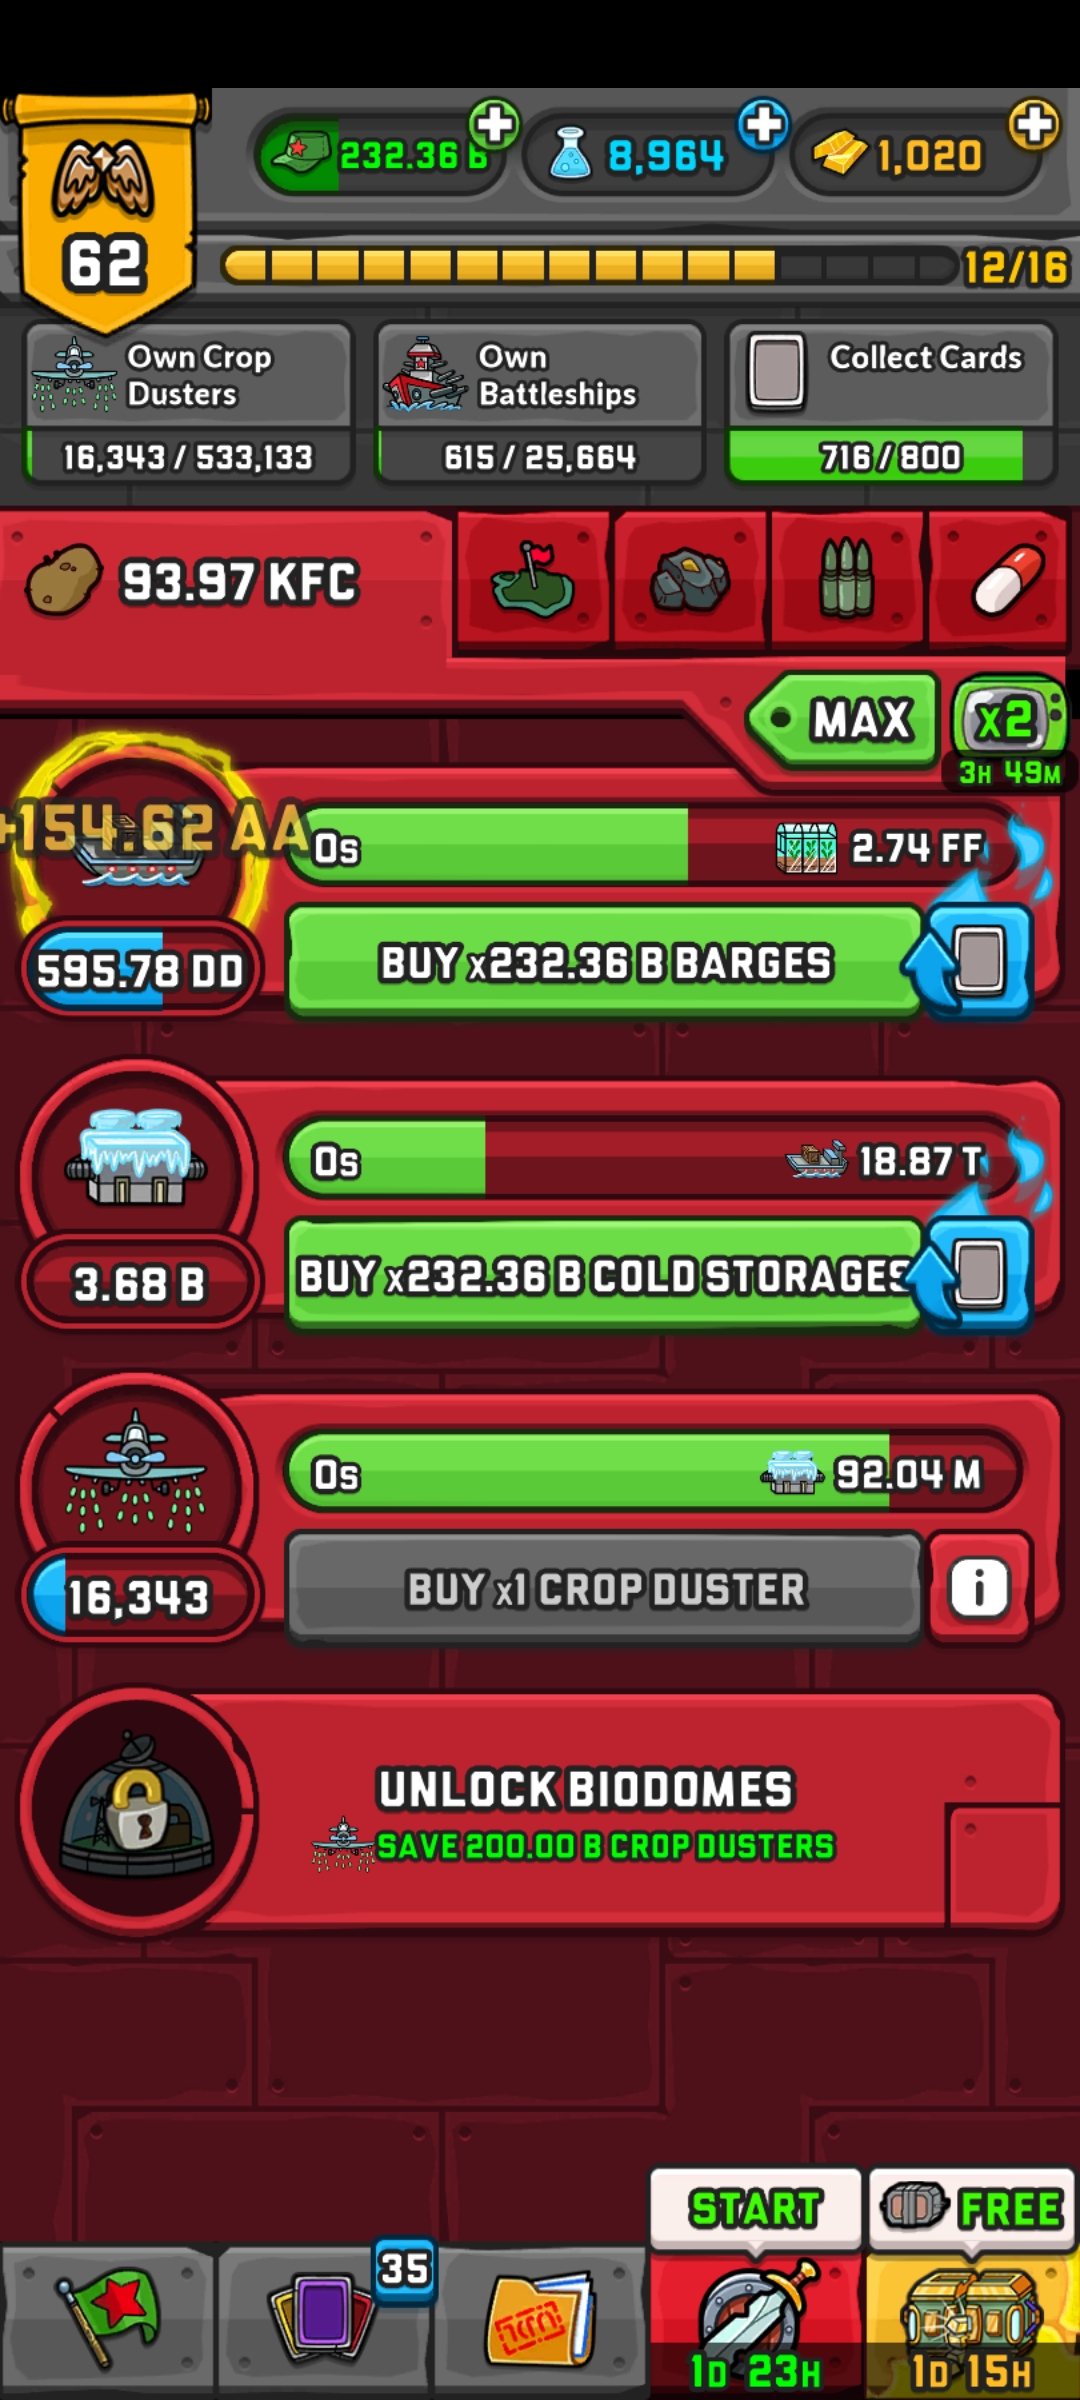 232.36 B
8,964
1,020
62
12/16
Own Crop
Dusters
16,343 / 533,133
Own
Battleships
615 / 25,664
Collect Cards
716 / 800
93.97 KFC
MAX
x2
3H 49M
+154.62 AA
0s
2.74 FF
595.78 DD
BUY x232.36 B BARGES
0s
18.87 T
3.68 B
BUY x232.36 B COLD STORAGES
0s
92.04 M
16,343
BUY x1 CROP DUSTER
i
UNLOCK BIODOMES
SAVE 200.00 B CROP DUSTERS
START
FREE
35
1D 23H
1D 15H